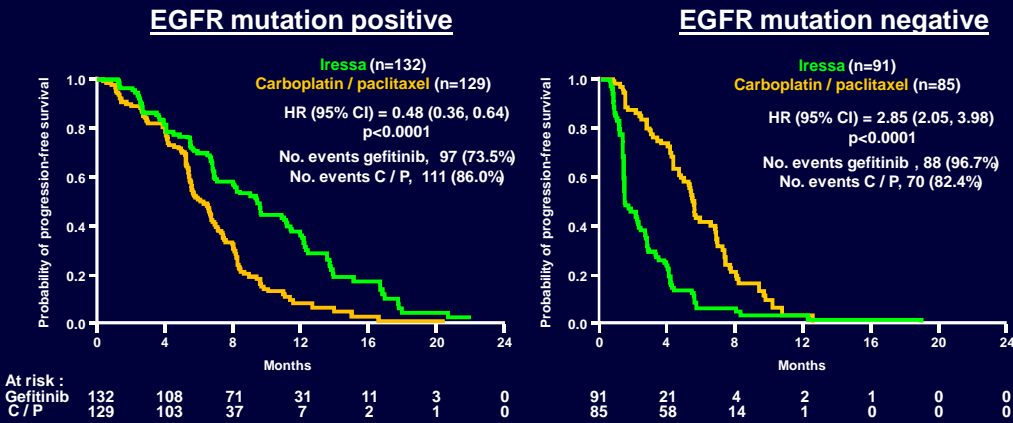 EGFR mutation positive
Iressa (n=132)
Carboplatin / paclitaxel (n=129)
HR (95% CI) = 0.48 (0.36, 0.64)
p<0.0001
No. events gefitinib, 97 (73.5%)
No. events C / P, 111 (86.0%)
Probability of progression-free survival
1.0
0.8
0.6
0.4
0.2
0.0
0 4 8 12 16 20 24
Months
EGFR mutation negative
Iressa (n=91)
Carboplatin / paclitaxel (n=85)
HR (95% CI) = 2.85 (2.05, 3.98)
p<0.0001
No. events gefitinib , 88 (96.7%)
No. events C / P, 70 (82.4%)
Probability of progression-free survival
1.0
0.8
0.6
0.4
0.2
0.0
0 4 8 12 16 20 24
Months
At risk :
Gefitinib 132 108 71 31 11 3 0 91 21 4 2 1 0 0
C / P 129 103 37 7 2 1 0 85 58 14 1 0 0 0